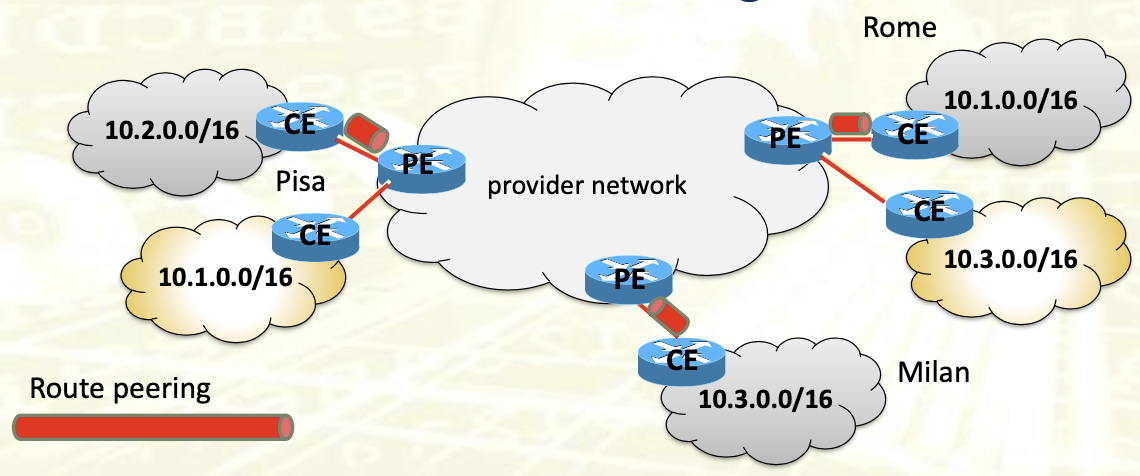 Rome
10.2.0.0/16
CE
PE
Pisa
CE
10.1.0.0/16
provider network
PE
CE
10.1.0.0/16
CE
10.3.0.0/16
PE
CE
10.3.0.0/16
Milan
Route peering